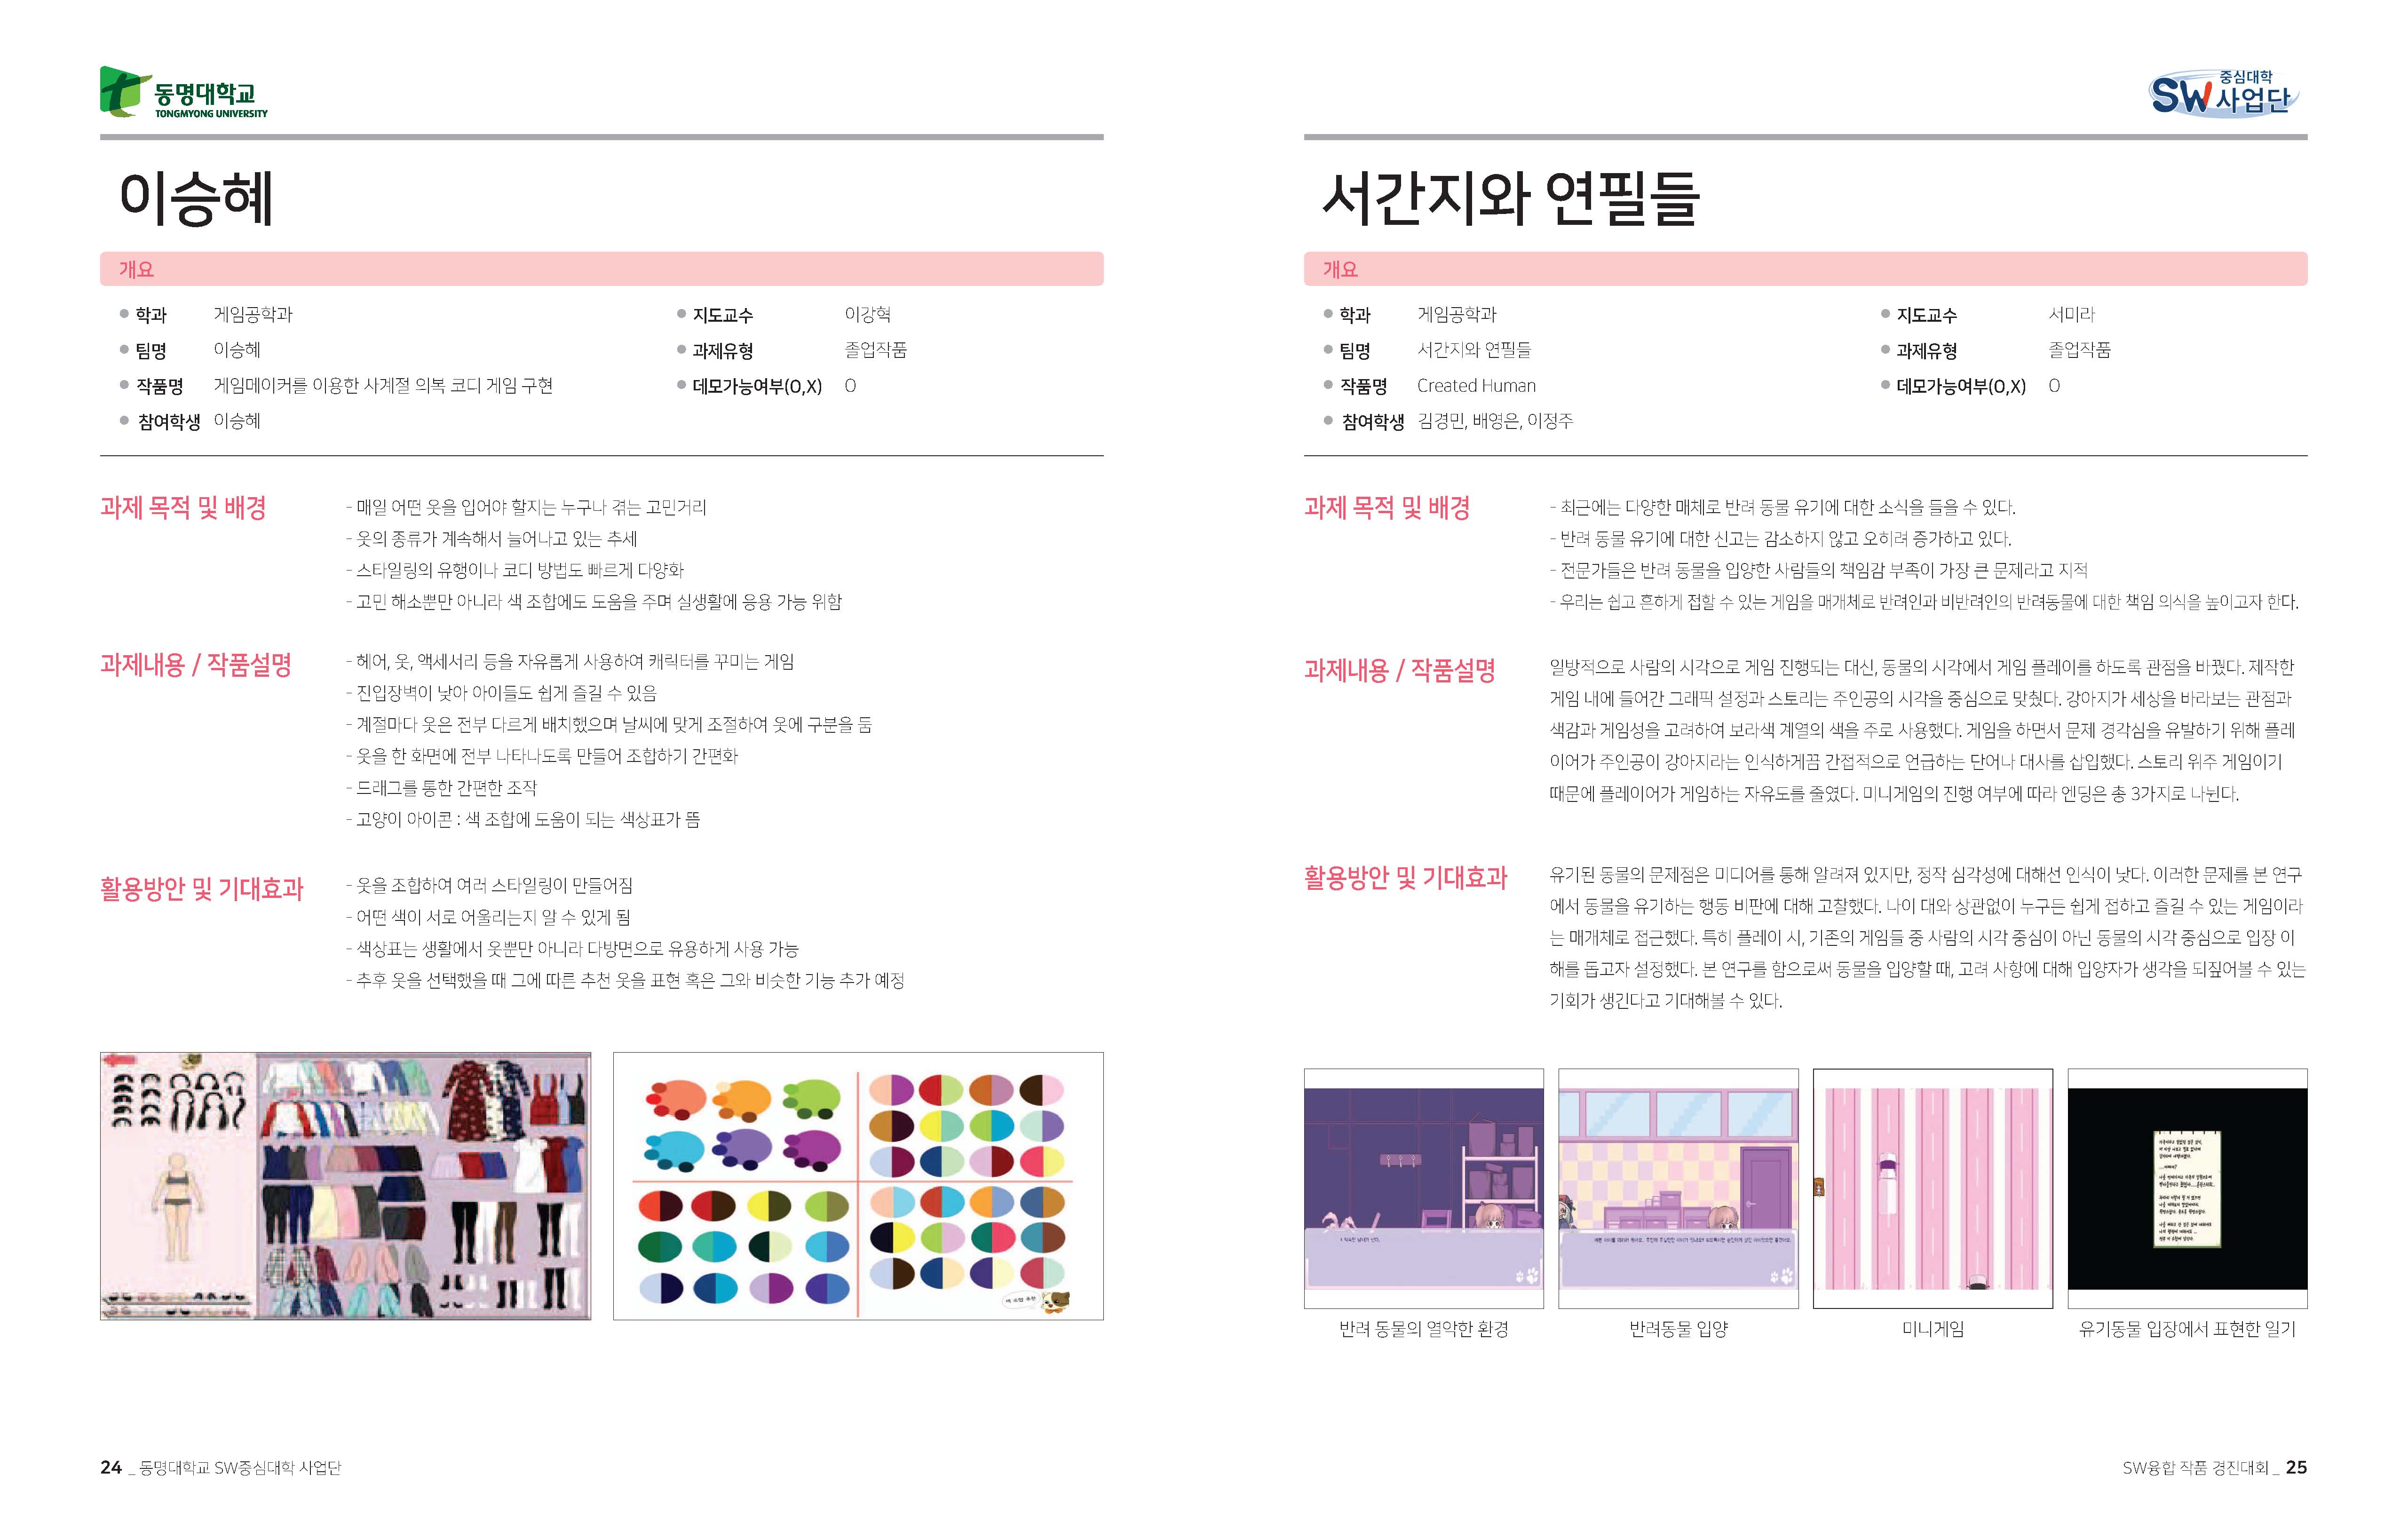 동명대학교
TONGMYONG UNIVERSITY
이승혜
개요
학과 게임공학과
지도교수 이강혁
팀명 이승혜
과제유형 졸업작품
작품명 게임메이커를 이용한 사계절 의복 코디 게임 구현
데모가능여부(O,X) O
참여학생 이승혜
과제 목적 및 배경
- 매일 어떤 옷을 입어야 할지는 누구나 겪는 고민거리
- 옷의 종류가 계속해서 늘어나고 있는 추세
- 스타일링의 유행이나 코디 방법도 빠르게 다양화
- 고민 해소뿐만 아니라 색 조합에도 도움을 주며 실생활에 응용 가능 위함
과제내용 / 작품설명
- 헤어, 옷, 액세서리 등을 자유롭게 사용하여 캐릭터를 꾸미는 게임
- 진입장벽이 낮아 아이들도 쉽게 즐길 수 있음
- 계절마다 옷은 전부 다르게 배치했으며 날씨에 맞게 조절하여 옷에 구분을 둠
- 옷을 한 화면에 전부 나타나도록 만들어 조합하기 간편화
- 드래그를 통한 간편한 조작
- 고양이 아이콘 : 색 조합에 도움이 되는 색상표가 뜸
활용방안 및 기대효과
- 옷을 조합하여 여러 스타일링이 만들어짐
- 어떤 색이 서로 어울리는지 알 수 있게 됨
- 색상표는 생활에서 옷뿐만 아니라 다방면으로 유용하게 사용 가능
- 추후 옷을 선택했을 때 그에 따른 추천 옷을 표현 혹은 그와 비슷한 기능 추가 예정
색 조합 추천
24 _ 동명대학교 SW중심대학 사업단
중심대학
SW사업단
서간지와 연필들
개요
학과 게임공학과
지도교수 서미라
팀명 서간지와 연필들
과제유형 졸업작품
작품명 Created Human
데모가능여부(O,X) O
참여학생 김경민, 배영은, 이정주
과제 목적 및 배경
- 최근에는 다양한 매체로 반려 동물 유기에 대한 소식을 들을 수 있다.
- 반려 동물 유기에 대한 신고는 감소하지 않고 오히려 증가하고 있다.
- 전문가들은 반려 동물을 입양한 사람들의 책임감 부족이 가장 큰 문제라고 지적
- 우리는 쉽고 흔하게 접할 수 있는 게임을 매개체로 반려인과 비반려인의 반려동물에 대한 책임 의식을 높이고자 한다.
과제내용 / 작품설명
일방적으로 사람의 시각으로 게임 진행되는 대신, 동물의 시각에서 게임 플레이를 하도록 관점을 바꿨다. 제작한
게임 내에 들어간 그래픽 설정과 스토리는 주인공의 시각을 중심으로 맞췄다. 강아지가 세상을 바라보는 관점과
색감과 게임성을 고려하여 보라색 계열의 색을 주로 사용했다. 게임을 하면서 문제 경각심을 유발하기 위해 플레
이어가 주인공이 강아지라는 인식하게끔 간접적으로 언급하는 단어나 대사를 삽입했다. 스토리 위주 게임이기
때문에 플레이어가 게임하는 자유도를 줄였다. 미니게임의 진행 여부에 따라 엔딩은 총 3가지로 나뉜다.
활용방안 및 기대효과
유기된 동물의 문제점은 미디어를 통해 알려져 있지만, 정작 심각성에 대해선 인식이 낮다. 이러한 문제를 본 연구
에서 동물을 유기하는 행동 비판에 대해 고찰했다. 나이 대와 상관없이 누구든 쉽게 접하고 즐길 수 있는 게임이라
는 매개체로 접근했다. 특히 플레이 시, 기존의 게임들 중 사람의 시각 중심이 아닌 동물의 시각 중심으로 입장 이
해를 돕고자 설정했다. 본 연구를 함으로써 동물을 입양할 때, 고려 사항에 대해 입양자가 생각을 되짚어볼 수 있는
기회가 생긴다고 기대해볼 수 있다.
반려 동물의 열악한 환경
반려동물 입양
미니게임
유기동물 입장에서 표현한 일기
SW융합 작품 경진대회 _ 25